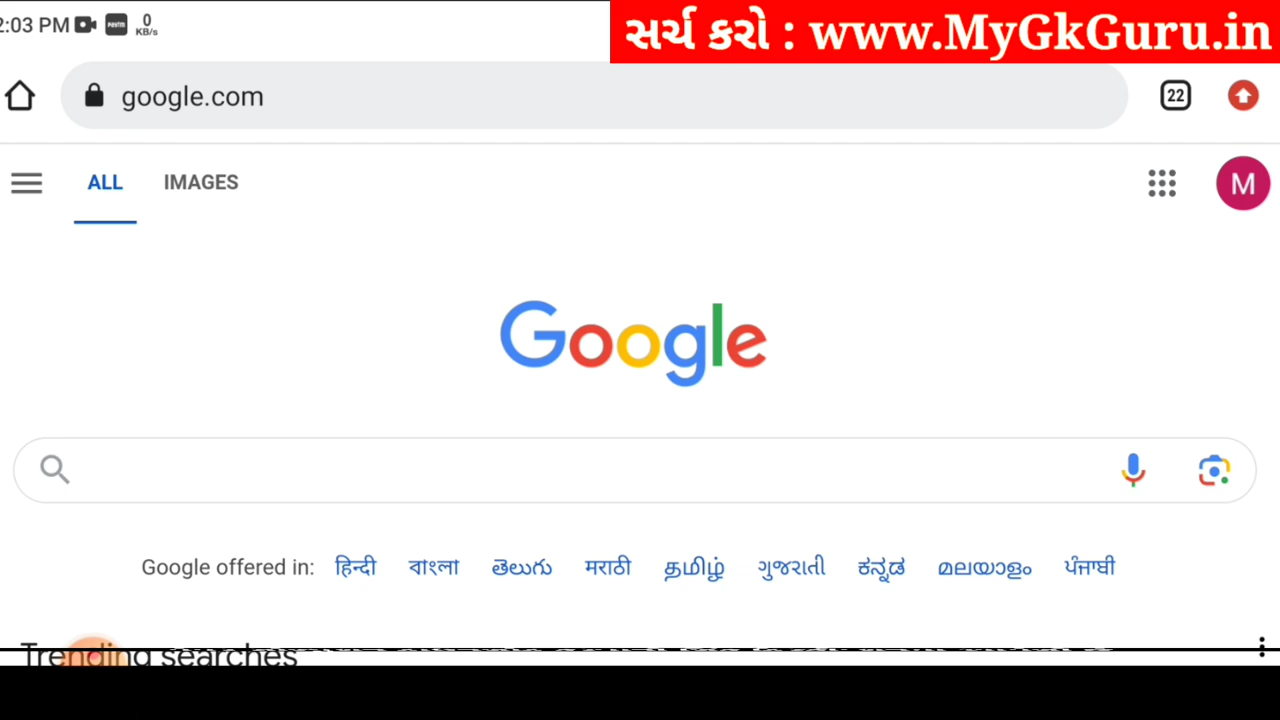 2:03 PM
Paytm
0
KB/s
સર્ચ કરો : www.MyGkGuru.in
google.com
22
ALL IMAGES
M
Google
Google offered in: हिन्दी বাংলা తెలుగు मराठी தமிழ் ગુજરાતી ಕನ್ನಡ മലയാളം ਪੰਜਾਬੀ
Trending searches